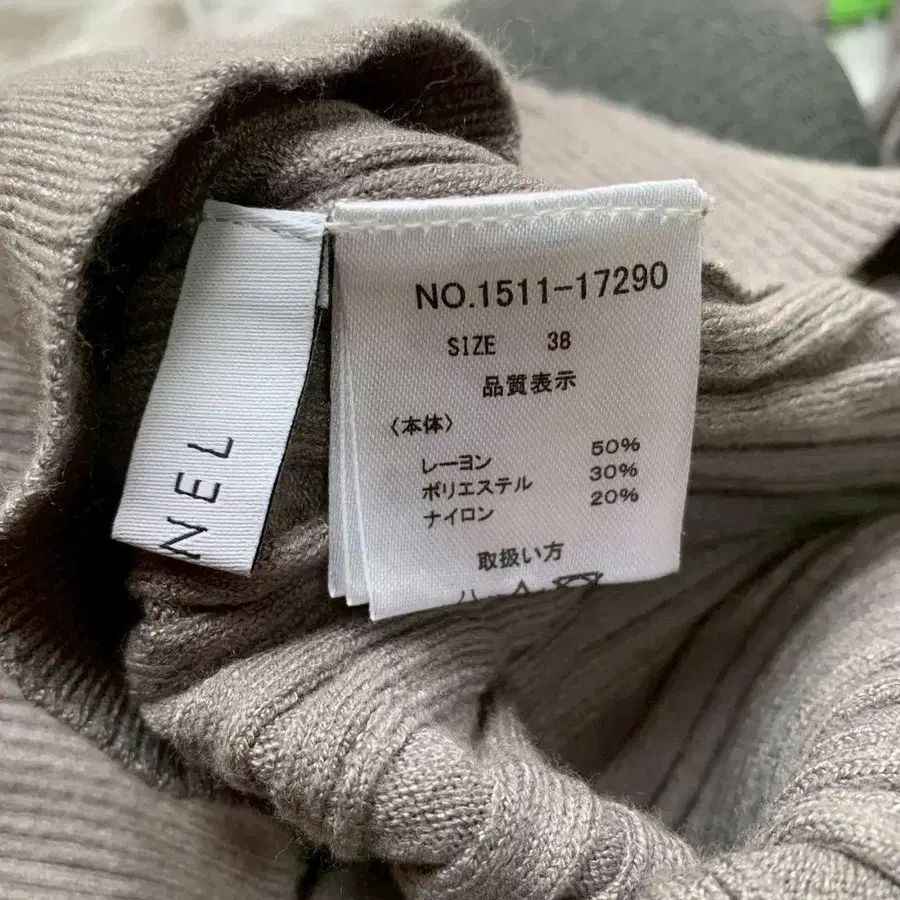 NO.1511-17290
SIZE 38
品質表示
〈本体〉
レーヨン 50%
ポリエステル 30%
ナイロン 20%
取扱い方